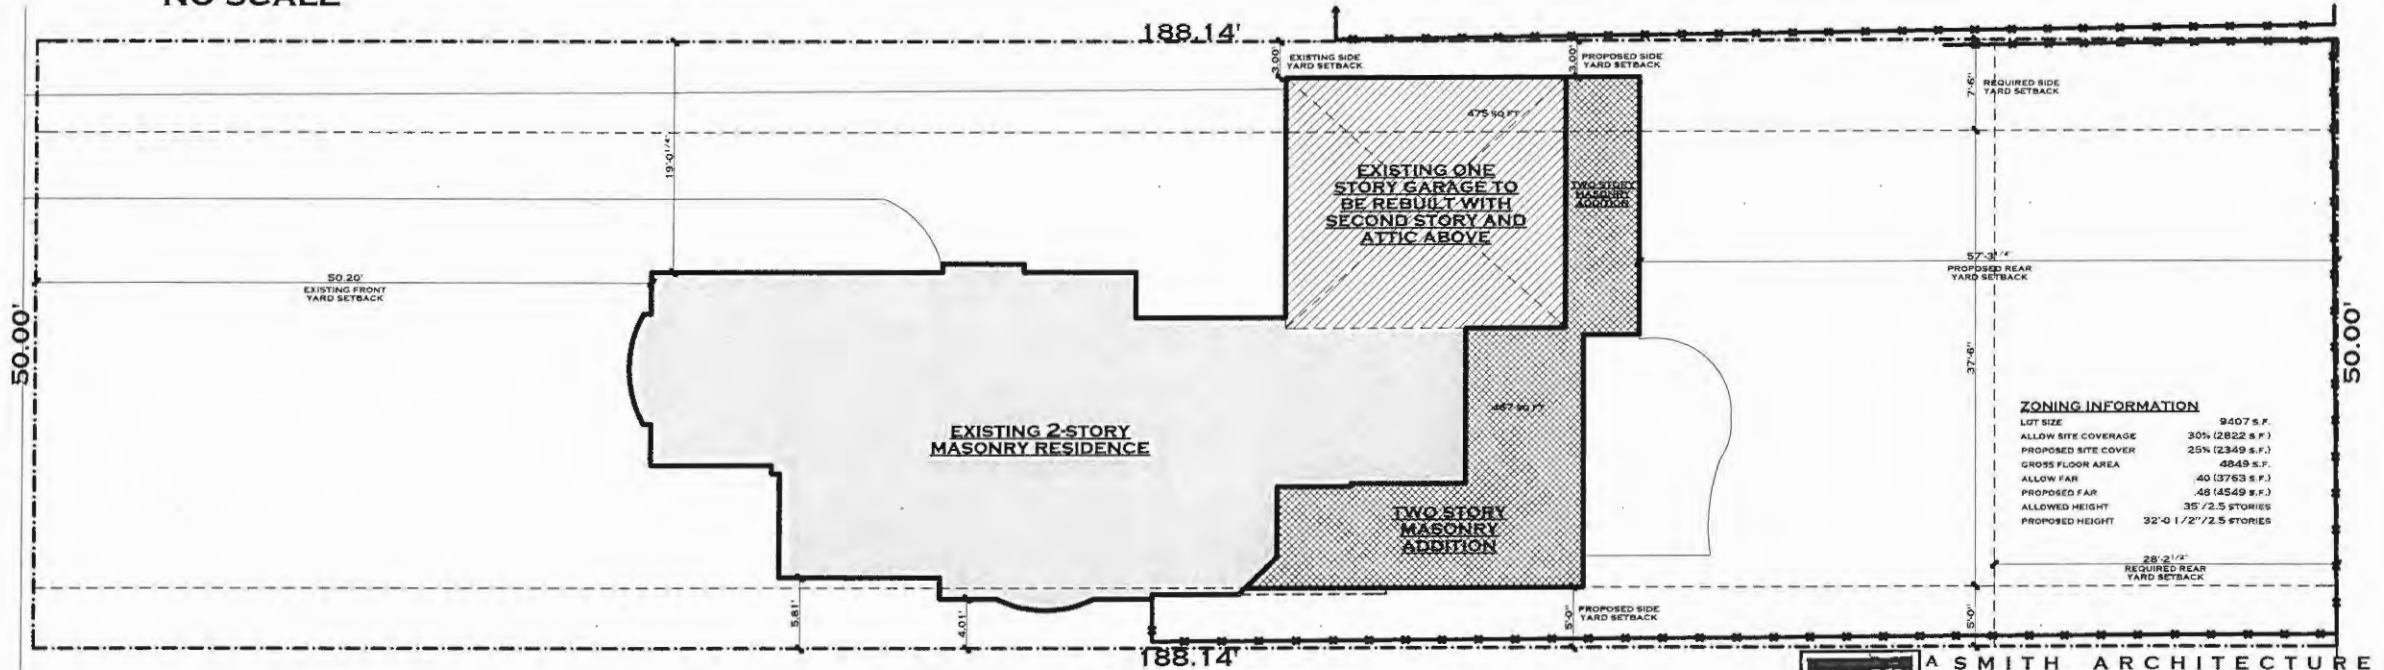 NO SCALE
188.14'
3.00'
EXISTING SIDE
YARD SETBACK
3.00'
PROPOSED SIDE
YARD SETBACK
7'-6"
REQUIRED SIDE
YARD SETBACK
475 SQ FT
19'-0 1/4"
EXISTING ONE
STORY GARAGE TO
BE REBUILT WITH
SECOND STORY AND
ATTIC ABOVE
TWO STORY
MASONRY
ADDITION
50.20'
EXISTING FRONT
YARD SETBACK
57'-3 1/4"
PROPOSED REAR
YARD SETBACK
50.00'
37'-6"
50.00'
EXISTING 2-STORY
MASONRY RESIDENCE
SQ FT
TWO STORY
MASONRY
ADDITION
ZONING INFORMATION
LOT SIZE 9407 S.F.
ALLOW SITE COVERAGE 30% (2822 S.F.)
PROPOSED SITE COVER 25% (2349 S.F.)
GROSS FLOOR AREA 4849 S.F.
ALLOW FAR .40 (3763 S.F.)
PROPOSED FAR .48 (4549 S.F.)
ALLOWED HEIGHT 35'/2.5 STORIES
PROPOSED HEIGHT 32'-0 1/2"/2.5 STORIES
28'-2 1/2"
REQUIRED REAR
YARD SETBACK
5.81'
4.01'
5'-0"
PROPOSED SIDE
YARD SETBACK
5'-0"
188.14'
A SMITH ARCHITECTURE